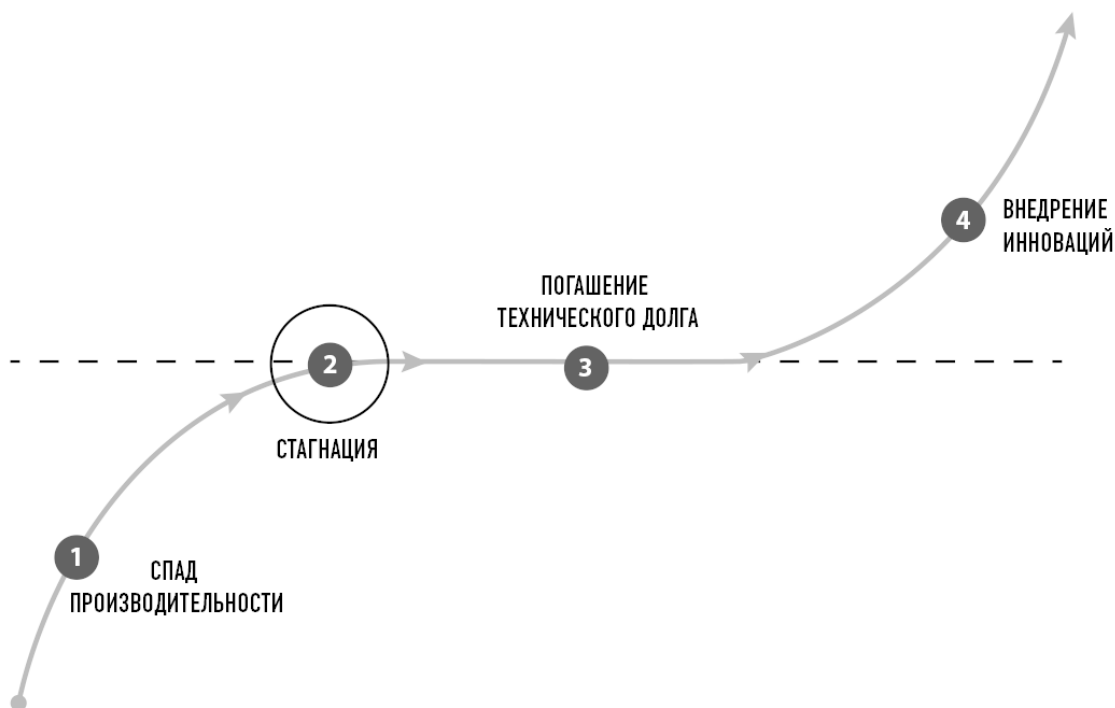 4
ВНЕДРЕНИЕ
ИННОВАЦИЙ
ПОГАШЕНИЕ
ТЕХНИЧЕСКОГО ДОЛГА
2
3
СТАГНАЦИЯ
1
СПАД
ПРОИЗВОДИТЕЛЬНОСТИ